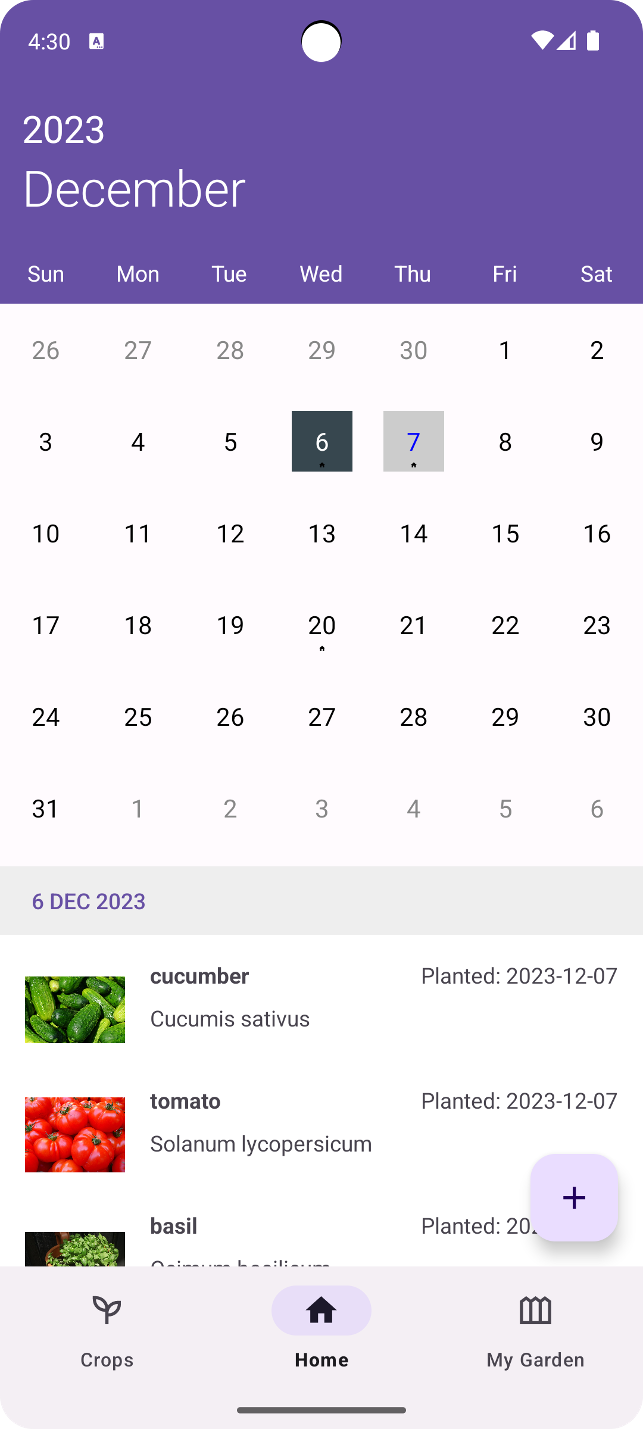 4:30
2023
December
Sun Mon Tue Wed Thu Fri Sat
26 27 28 29 30 1 2
3 4 5 6 7 8 9
10 11 12 13 14 15 16
17 18 19 20 21 22 23
24 25 26 27 28 29 30
31 1 2 3 4 5 6
6 DEC 2023
cucumber Planted: 2023-12-07
Cucumis sativus
tomato Planted: 2023-12-07
Solanum lycopersicum
basil Planted:
Crops Home My Garden